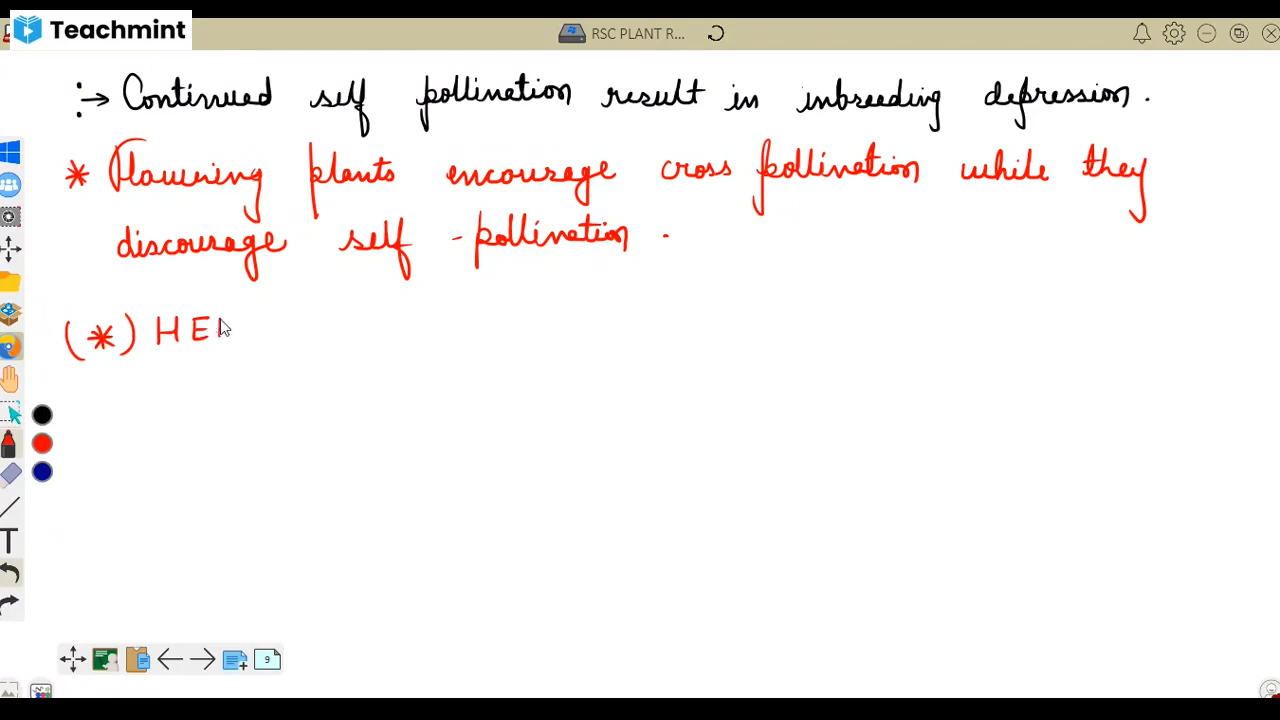 Teachmint
RSC PLANT R...
:→ Continued self pollination result in inbreeding depression.
* Flowering plants encourage cross pollination while they
discourage self-pollination.
(*) HE
T
9